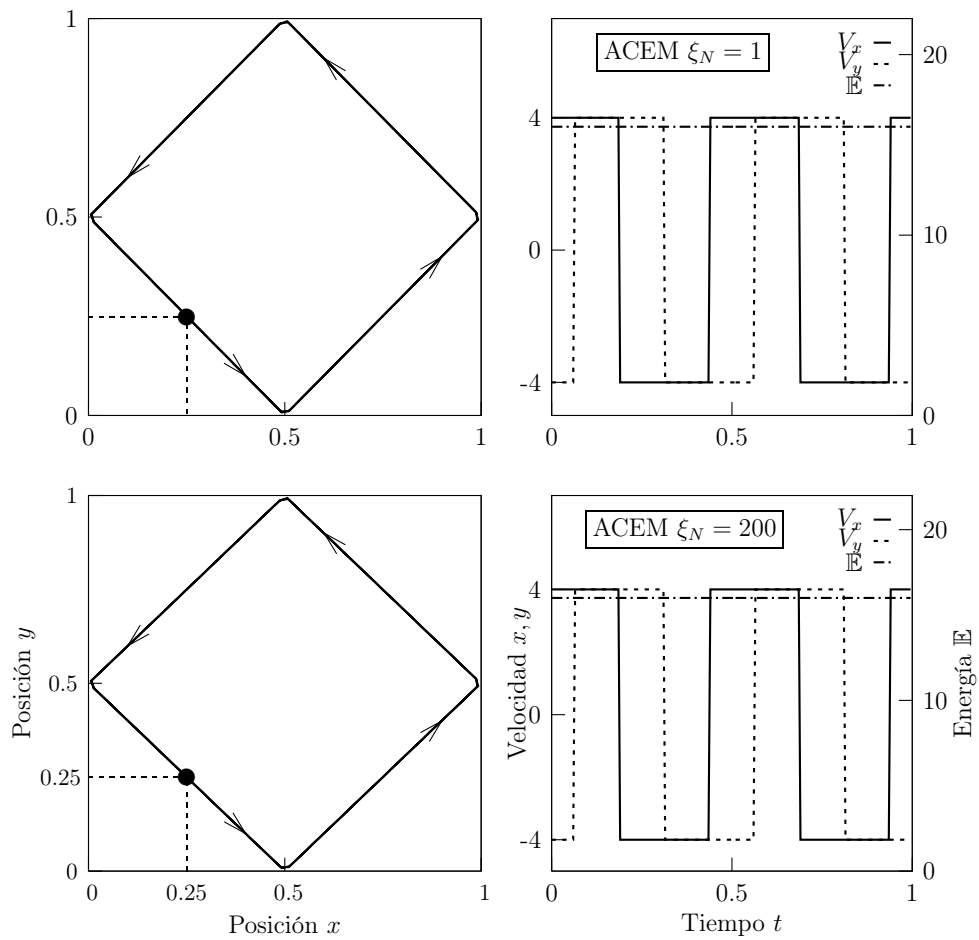 1
0.5
0
0
0.5
1
ACEM ξ_N = 1
V_x
V_y
𝔼
4
0
-4
20
10
0
0
0.5
1
1
0.5
0.25
0
0
0.25
0.5
1
Posición y
Posición x
ACEM ξ_N = 200
V_x
V_y
𝔼
4
0
-4
Velocidad x, y
20
10
0
Energía 𝔼
0
0.5
1
Tiempo t